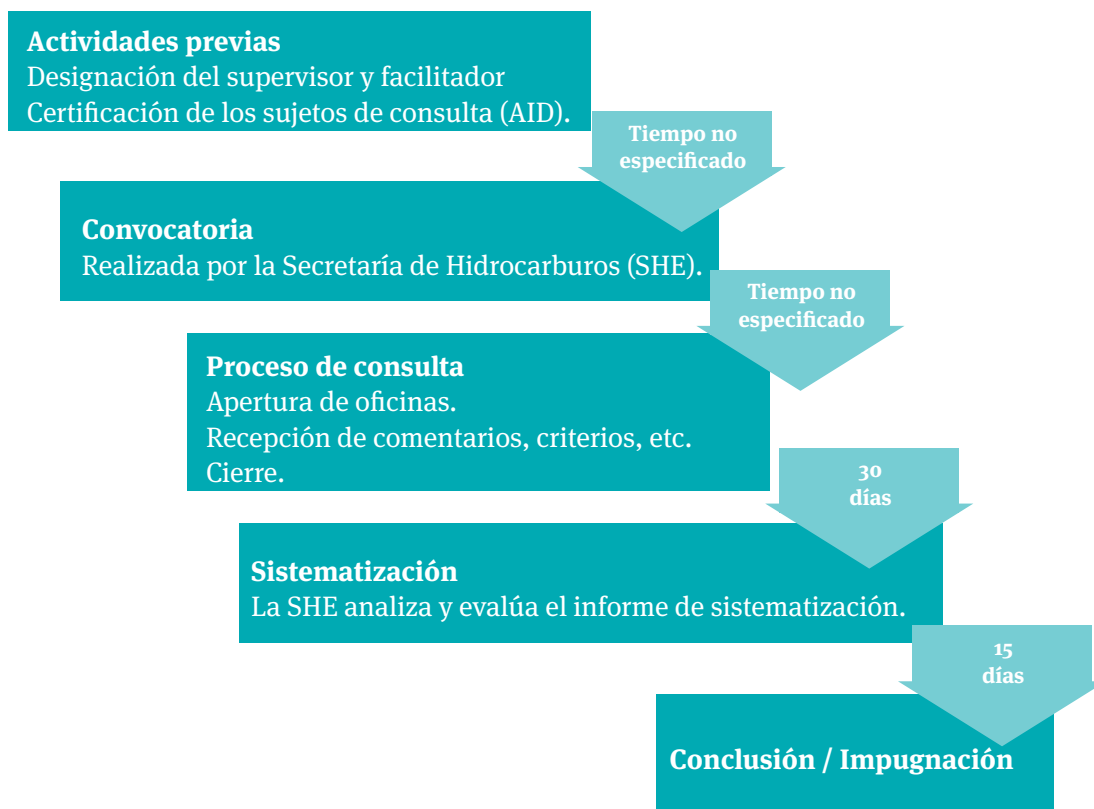 Actividades previas
Designación del supervisor y facilitador
Certificación de los sujetos de consulta (AID).
Tiempo no
especificado
Convocatoria
Realizada por la Secretaría de Hidrocarburos (SHE).
Tiempo no
especificado
Proceso de consulta
Apertura de oficinas.
Recepción de comentarios, criterios, etc.
Cierre.
30
días
Sistematización
La SHE analiza y evalúa el informe de sistematización.
15
días
Conclusión / Impugnación